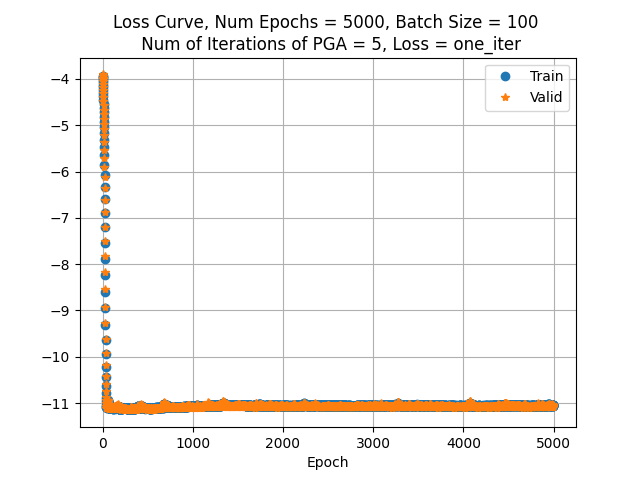 Loss Curve, Num Epochs = 5000, Batch Size = 100
Num of Iterations of PGA = 5, Loss = one_iter
Train
Valid
−4
−5
−6
−7
−8
−9
−10
−11
0
1000
2000
3000
4000
5000
Epoch